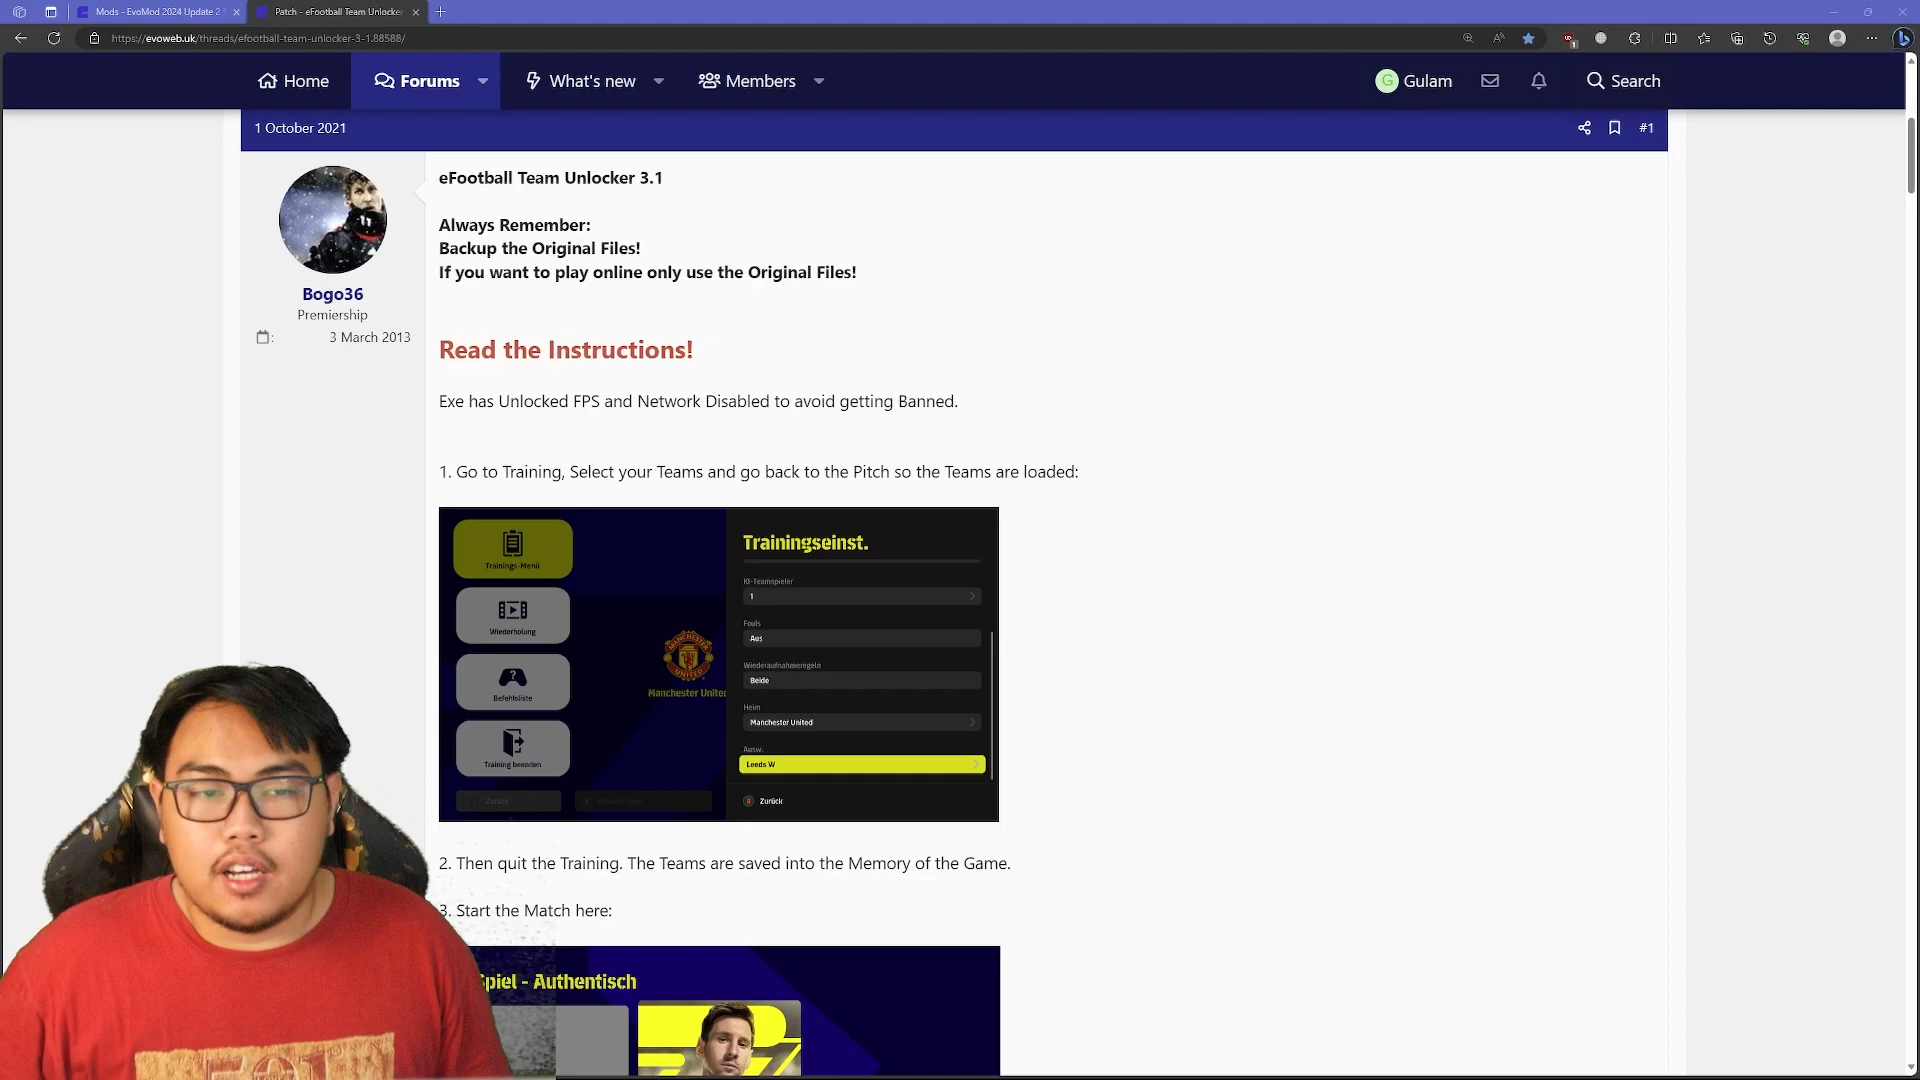 Mods - EvoMod 2024 Update 2
Patch - eFootball Team Unlocker
https://evoweb.uk/threads/efootball-team-unlocker-3-1.88588/
1
Home
Forums
What's new
Members
G
Gulam
Search
1 October 2021
#1
eFootball Team Unlocker 3.1
Always Remember:
Backup the Original Files!
If you want to play online only use the Original Files!
Bogo36
Premiership
: 3 March 2013
Read the Instructions!
Exe has Unlocked FPS and Network Disabled to avoid getting Banned.
1. Go to Training, Select your Teams and go back to the Pitch so the Teams are loaded:
Trainings-Menü
Wiederholung
Befehlsliste
Training beenden
Zurück
MANCHESTER
UNITED
Manchester United
Trainingseinst.
KI-Teamspieler
1
Fouls
Aus
Wiederaufnahmeregeln
Beide
Heim
Manchester United
Ausw.
Leeds W
Zurück
2. Then quit the Training. The Teams are saved into the Memory of the Game.
3. Start the Match here:
Spiel - Authentisch